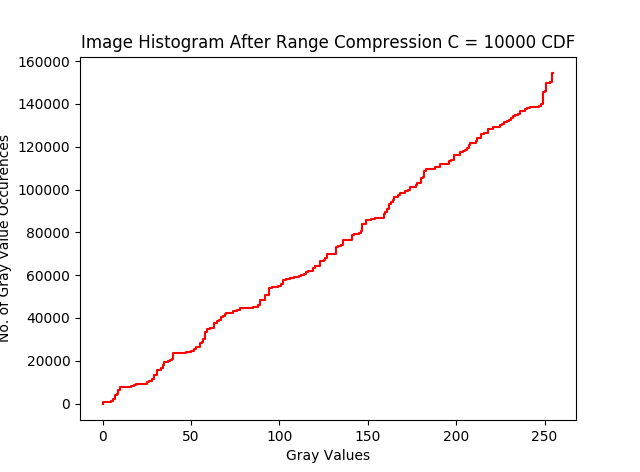 Image Histogram After Range Compression C = 10000 CDF
160000
140000
120000
100000
80000
60000
40000
20000
0
No. of Gray Value Occurences
0 50 100 150 200 250
Gray Values